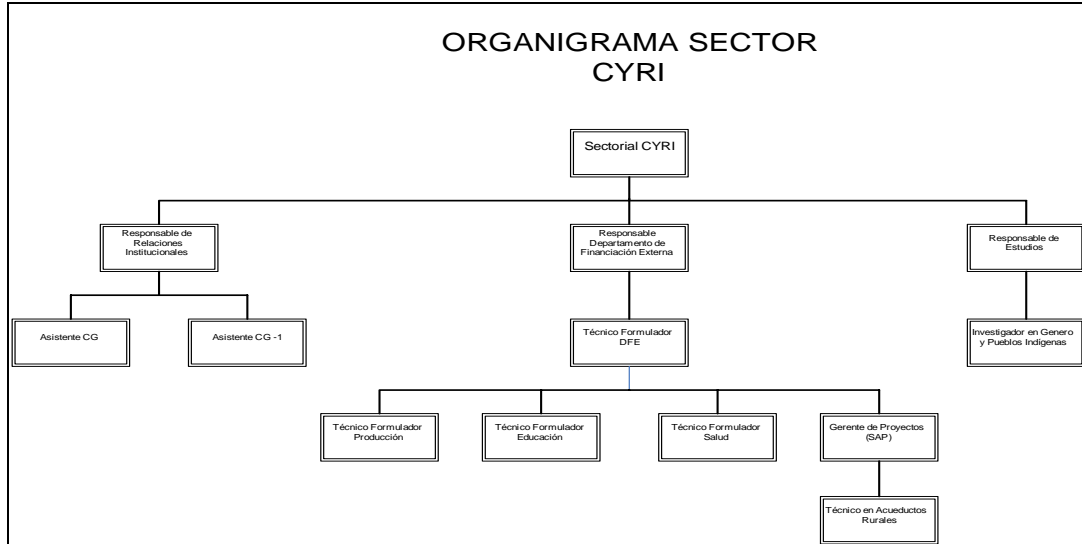 ORGANIGRAMA SECTOR
CYRI
Sectorial CYRI
Responsable de
Relaciones
Institucionales
Responsable
Departamento de
Financiación Externa
Responsable de
Estudios
Asistente CG
Asistente CG -1
Técnico Formulador
DFE
Investigador en Genero
y Pueblos Indígenas
Técnico Formulador
Producción
Técnico Formulador
Educación
Técnico Formulador
Salud
Gerente de Proyectos
(SAP)
Técnico en Acueductos
Rurales